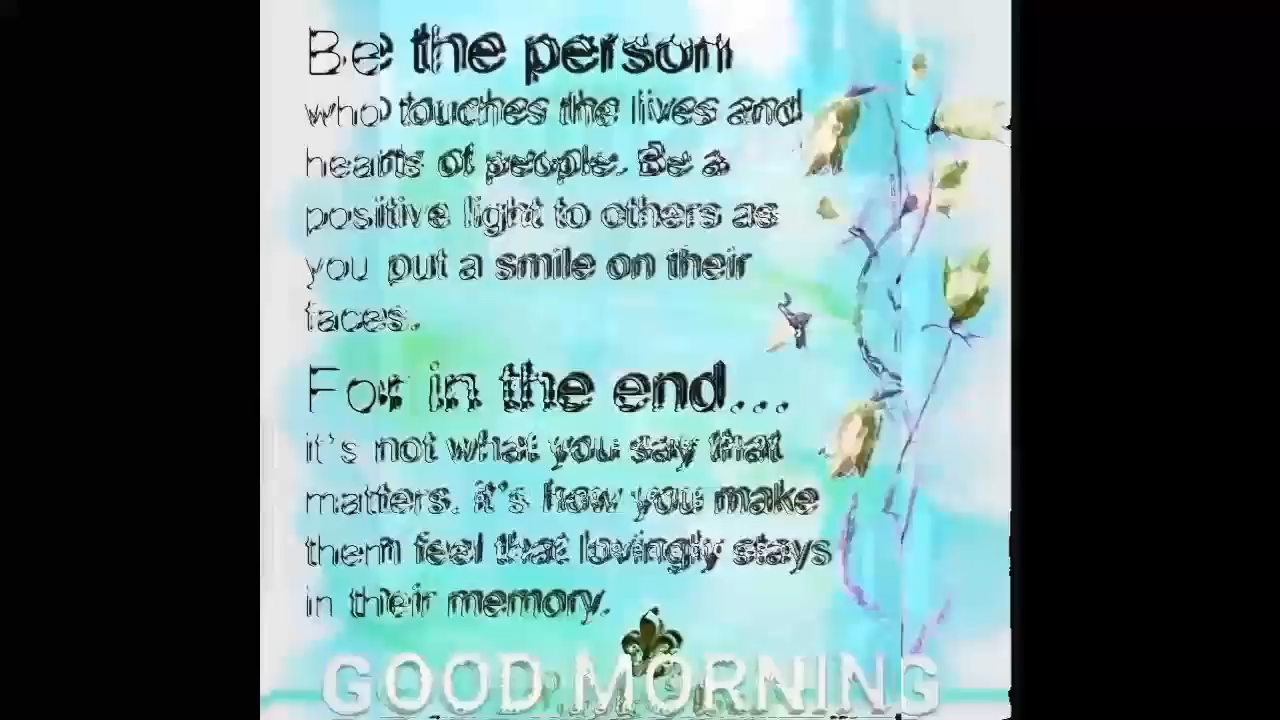 Be the person
who touches the lives and
hearts of people. Be a
positive light to others as
you put a smile on their
faces.
For in the end...
it's not what you say that
matters. it's how you make
them feel that lovingly stays
in their memory.
GOOD MORNING